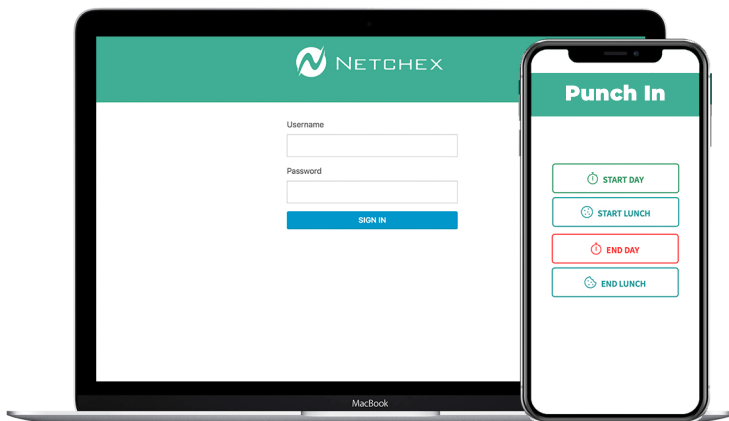 NETCHEX
Username
Password
SIGN IN
MacBook
Punch In
START DAY
START LUNCH
END DAY
END LUNCH